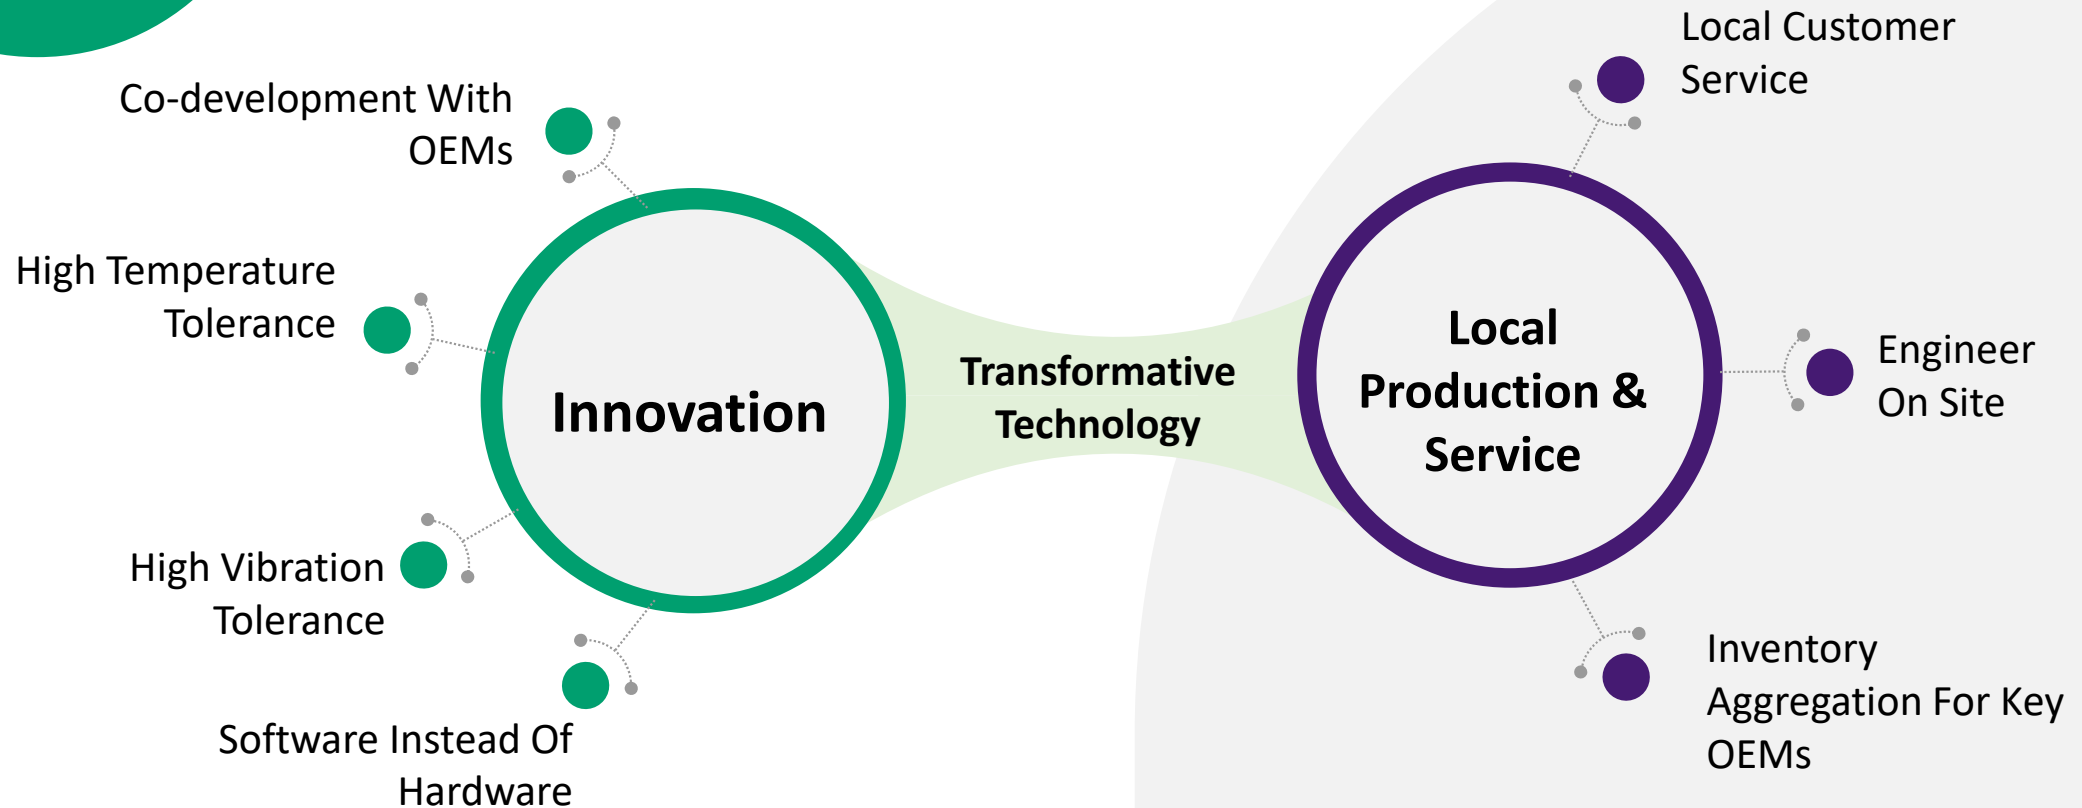 Co-development With
OEMs
High Temperature
Tolerance
High Vibration
Tolerance
Software Instead Of
Hardware
Innovation
Transformative
Technology
Local
Production &
Service
Local Customer
Service
Engineer
On Site
Inventory
Aggregation For Key
OEMs